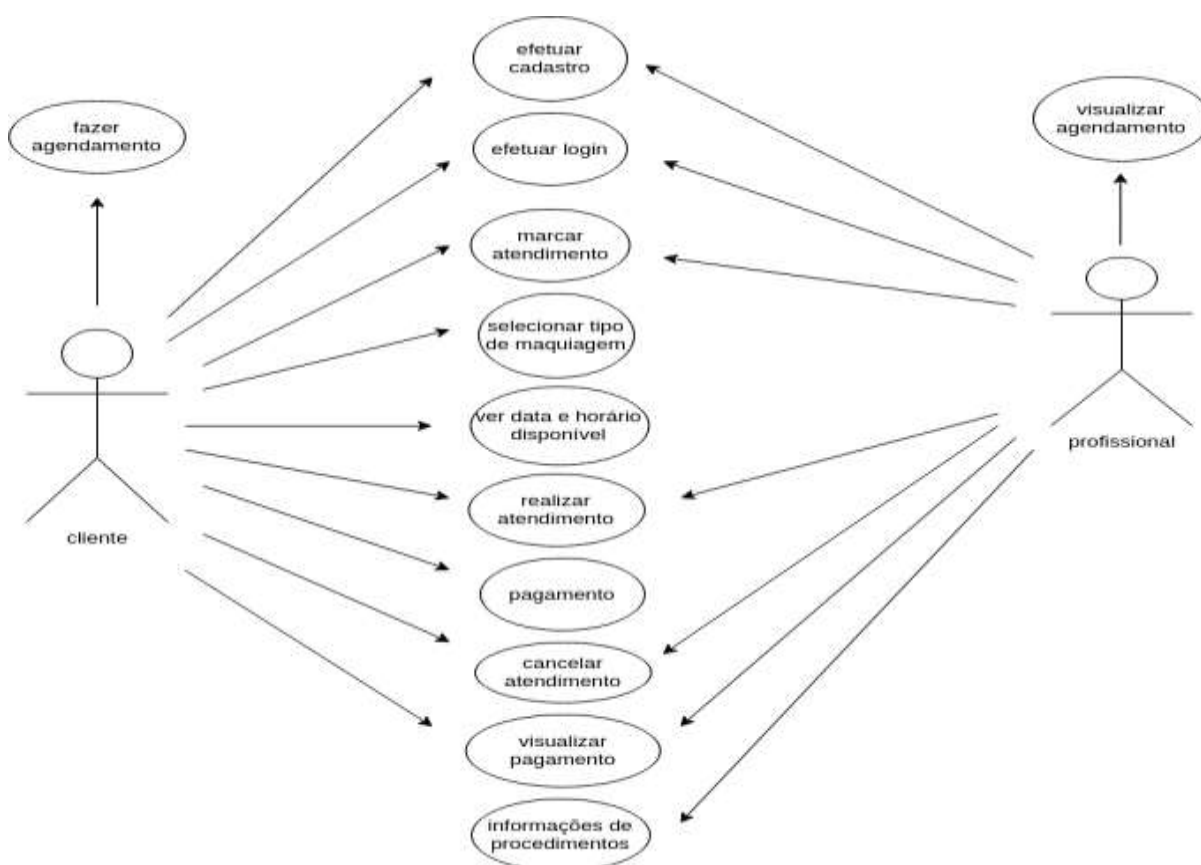 efetuar
cadastro
fazer
agendamento
visualizar
agendamento
efetuar login
marcar
atendimento
selecionar tipo
de maquiagem
ver data e horário
disponível
profissional
realizar
atendimento
cliente
pagamento
cancelar
atendimento
visualizar
pagamento
informações de
procedimentos